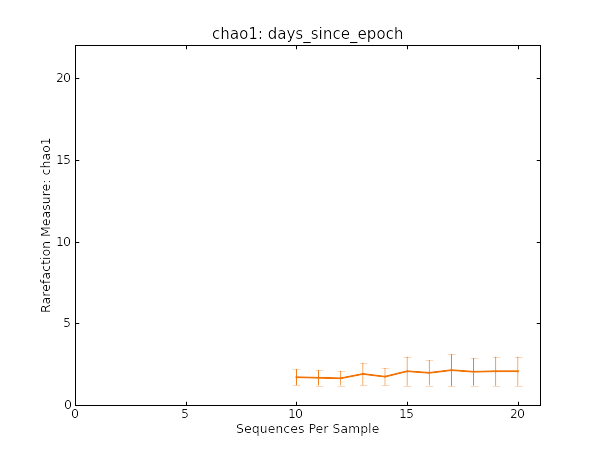 chao1: days_since_epoch
20
15
10
5
0
Rarefaction Measure: chao1
0 5 10 15 20
Sequences Per Sample